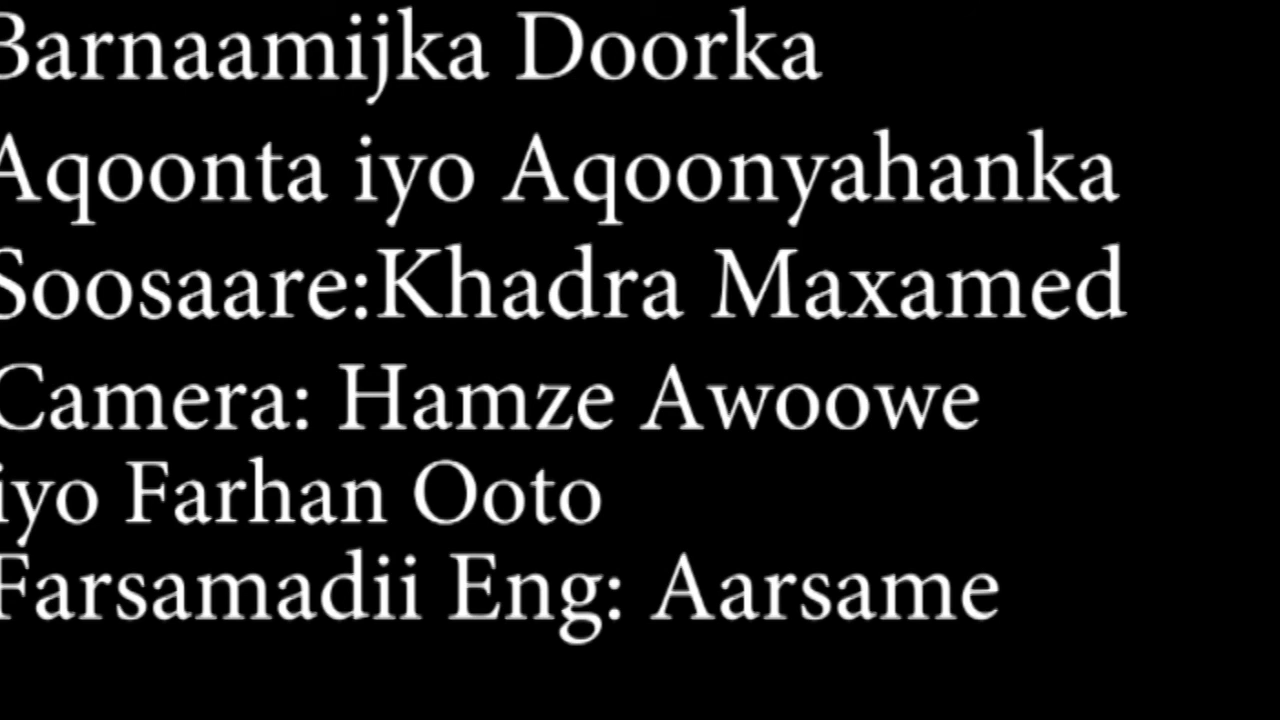 Barnaamijka Doorka
Aqoonta iyo Aqoonyahanka
Soosaare:Khadra Maxamed
Camera: Hamze Awoowe
iyo Farhan Ooto
Farsamadii Eng: Aarsame